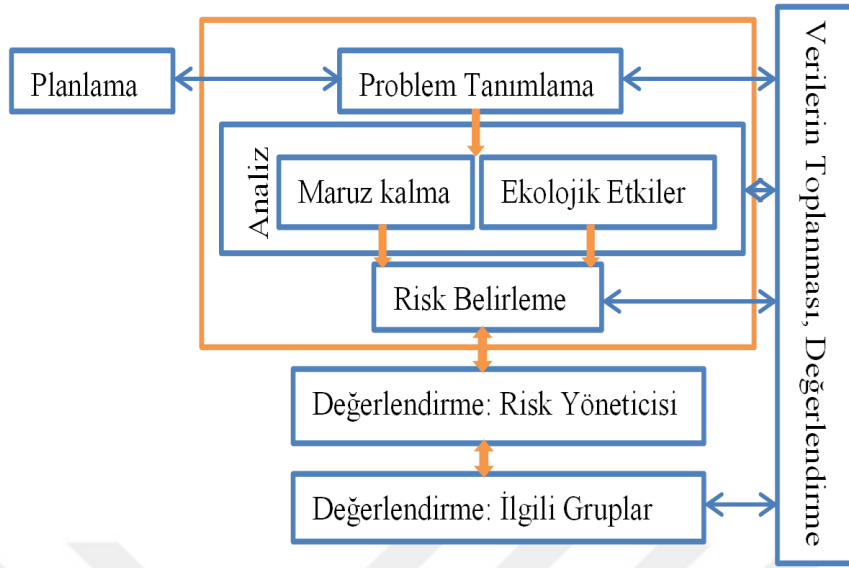 Planlama
Problem Tanımlama
Analiz
Maruz kalma
Ekolojik Etkiler
Risk Belirleme
Değerlendirme: Risk Yöneticisi
Değerlendirme: İlgili Gruplar
Verilerin Toplanması, Değerlendirme